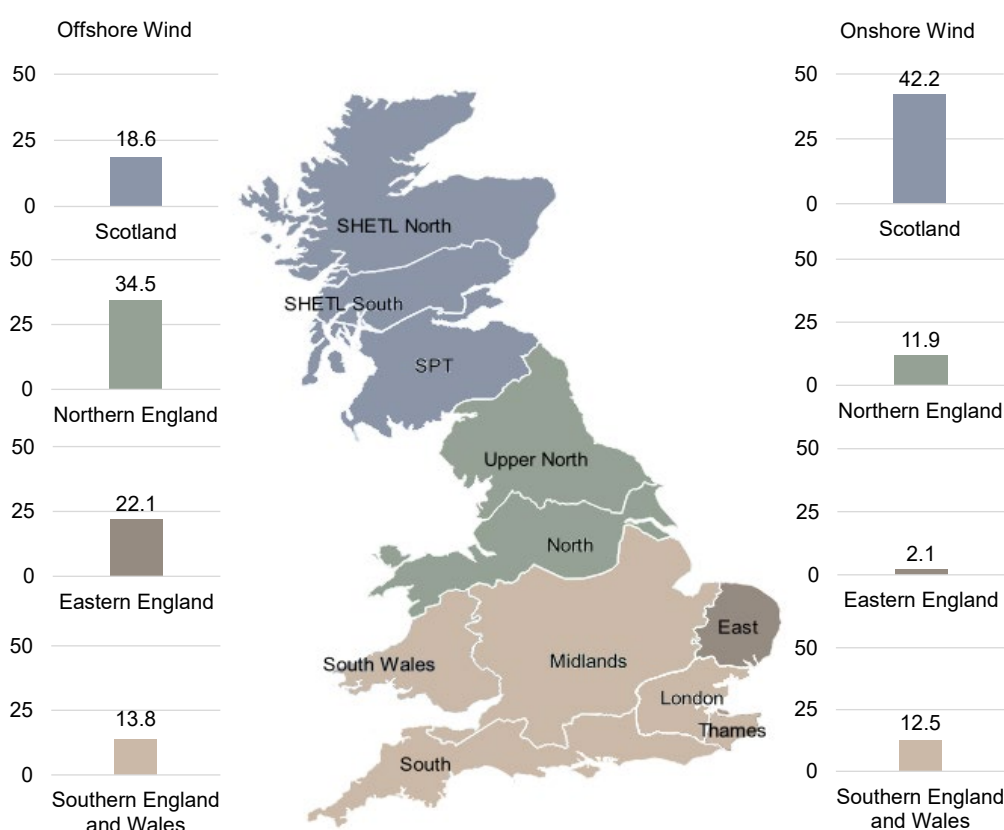 Offshore Wind
50
25
0
18.6
Scotland
50
25
0
34.5
Northern England
50
25
0
22.1
Eastern England
50
25
0
13.8
Southern England
and Wales
SHETL North
SHETL South
SPT
Upper North
North
East
South Wales
Midlands
London
Thames
South
Onshore Wind
50
25
0
42.2
Scotland
50
25
0
11.9
Northern England
50
25
0
2.1
Eastern England
50
25
0
12.5
Southern England
and Wales